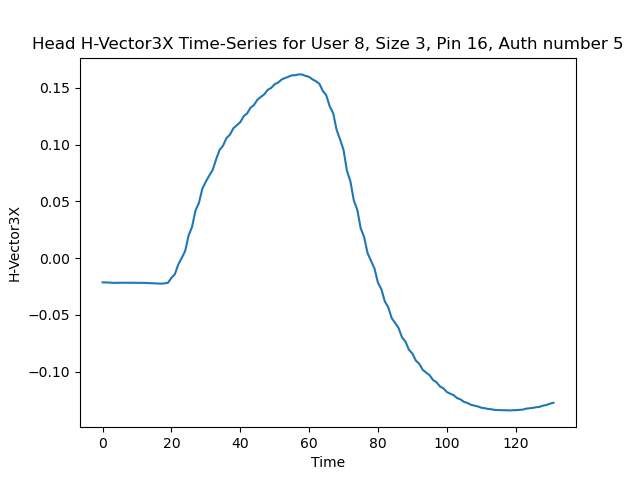 Head H-Vector3X Time-Series for User 8, Size 3, Pin 16, Auth number 5
0.15
0.10
0.05
0.00
−0.05
−0.10
H-Vector3X
0 20 40 60 80 100 120
Time